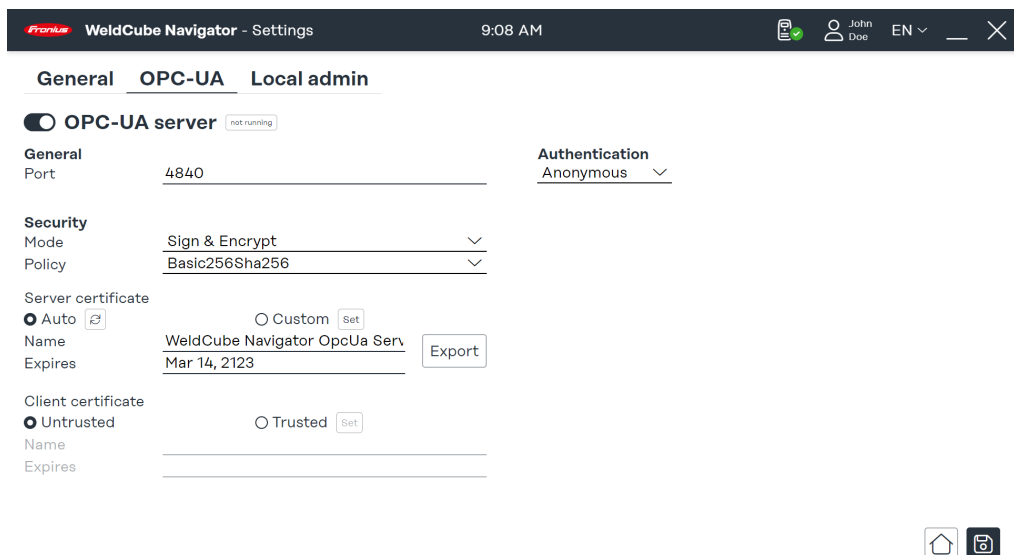 Fronius WeldCube Navigator - Settings 9:08 AM John Doe EN
General OPC-UA Local admin
OPC-UA server not running
General Authentication
Port 4840 Anonymous
Security
Mode Sign & Encrypt
Policy Basic256Sha256
Server certificate
Auto Custom Set
Name WeldCube Navigator OpcUa Serv
Export
Expires Mar 14, 2123
Client certificate
Untrusted Trusted Set
Name
Expires